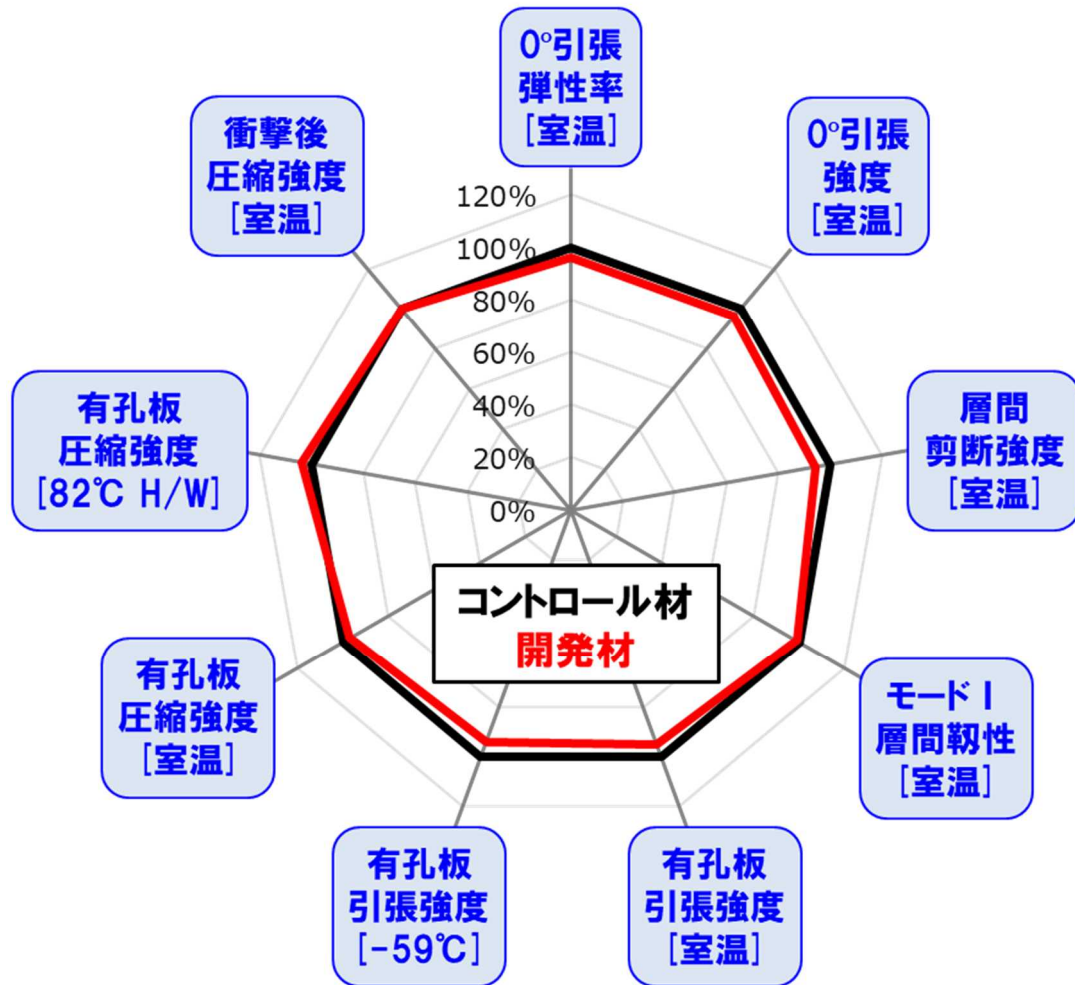 0°引張
弾性率
[室温]
0°引張
強度
[室温]
層間
剪断強度
[室温]
モードⅠ
層間靱性
[室温]
有孔板
引張強度
[室温]
有孔板
引張強度
[-59℃]
有孔板
圧縮強度
[室温]
有孔板
圧縮強度
[82℃ H/W]
衝撃後
圧縮強度
[室温]
120%
100%
80%
60%
40%
20%
0%
コントロール材
開発材